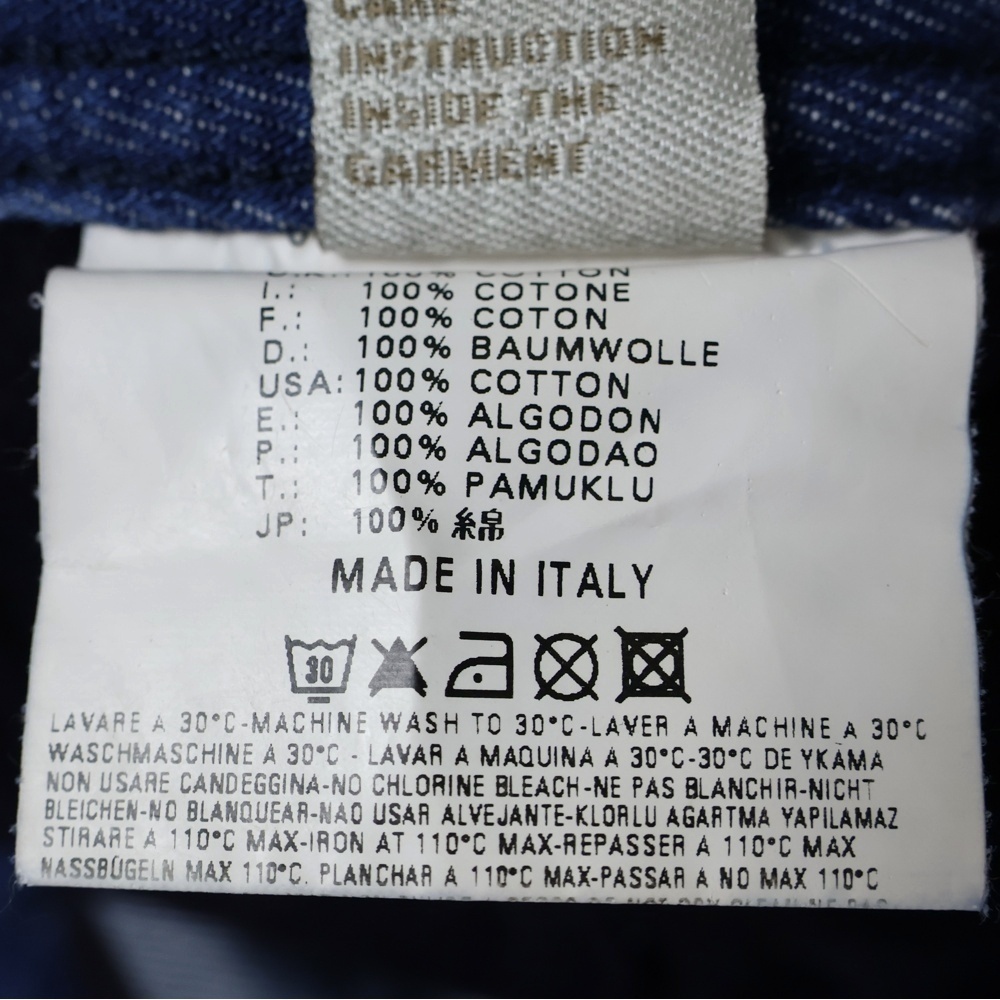 CARE
INSTRUCTION
INSIDE THE
GARMENT
100% COTTON
I.: 100% COTONE
F.: 100% COTON
D.: 100% BAUMWOLLE
USA: 100% COTTON
E.: 100% ALGODON
P.: 100% ALGODAO
T.: 100% PAMUKLU
JP: 100% 綿
MADE IN ITALY
30
LAVARE A 30°C-MACHINE WASH TO 30°C-LAVER A MACHINE A 30°C
WASCHMASCHINE A 30°C - LAVAR A MAQUINA A 30°C-30°C DE YKAMA
NON USARE CANDEGGINA-NO CHLORINE BLEACH-NE PAS BLANCHIR-NICHT
BLEICHEN-NO BLANQUEAR-NAO USAR ALVEJANTE-KLORLU AGARTMA YAPILAMAZ
STIRARE A 110°C MAX-IRON AT 110°C MAX-REPASSER A 110°C MAX
NASSBÜGELN MAX 110°C. PLANCHAR A 110°C MAX-PASSAR A NO MAX 110°C